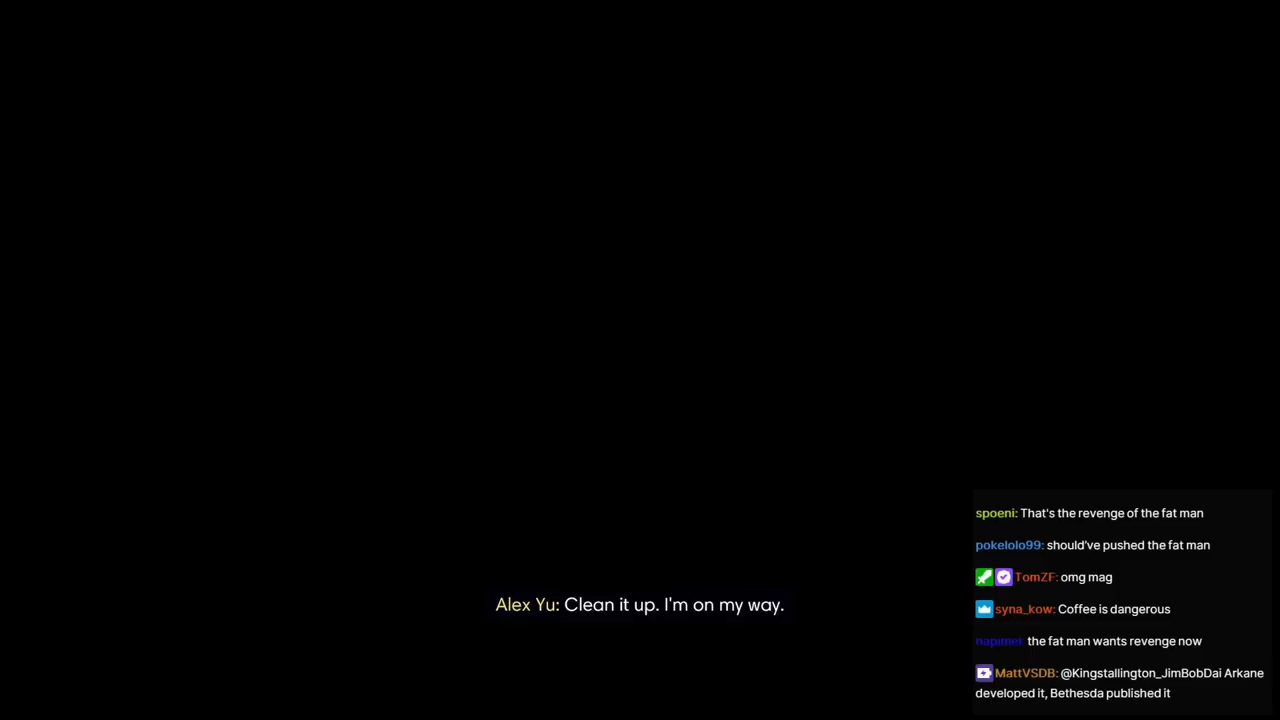 Alex Yu: Clean it up. I'm on my way.
spoeni: That's the revenge of the fat man
pokelolo99: should've pushed the fat man
TomZF: omg mag
syna_kow: Coffee is dangerous
the fat man wants revenge now
MattVSDB: @Kingstallington_JimBobDai Arkane
developed it, Bethesda published it